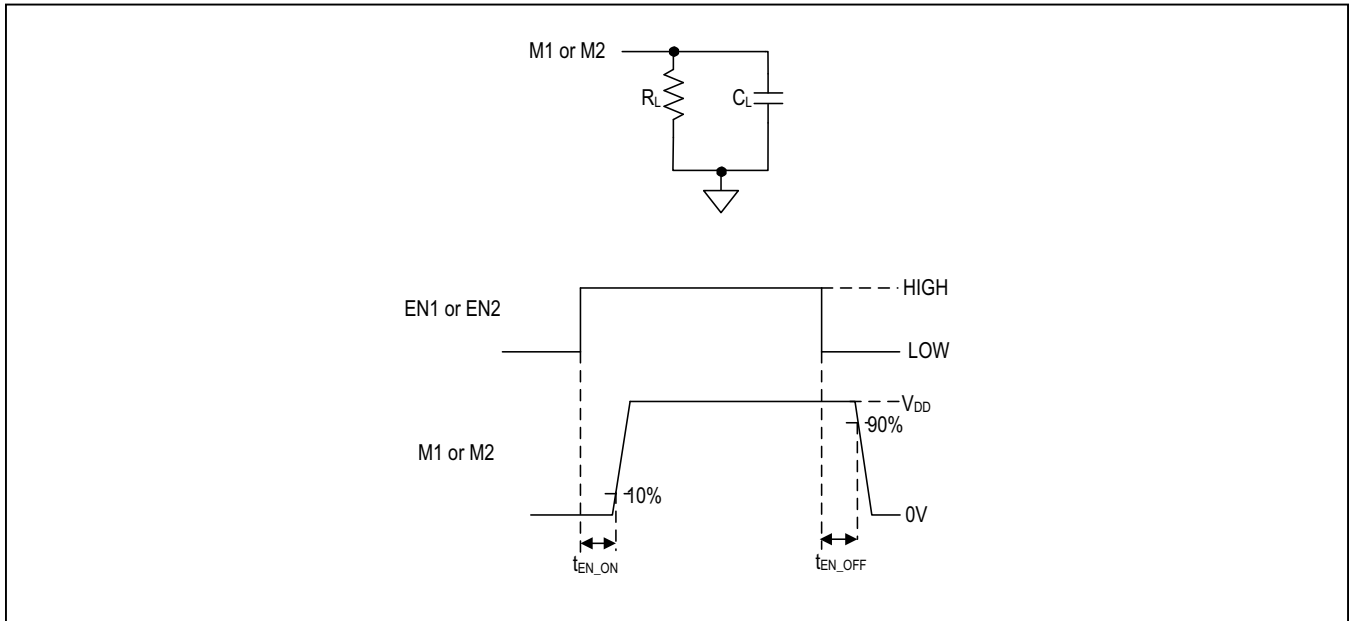 M1 or M2
RL
CL
EN1 or EN2
HIGH
LOW
M1 or M2
VDD
90%
10%
0V
tEN_ON
tEN_OFF